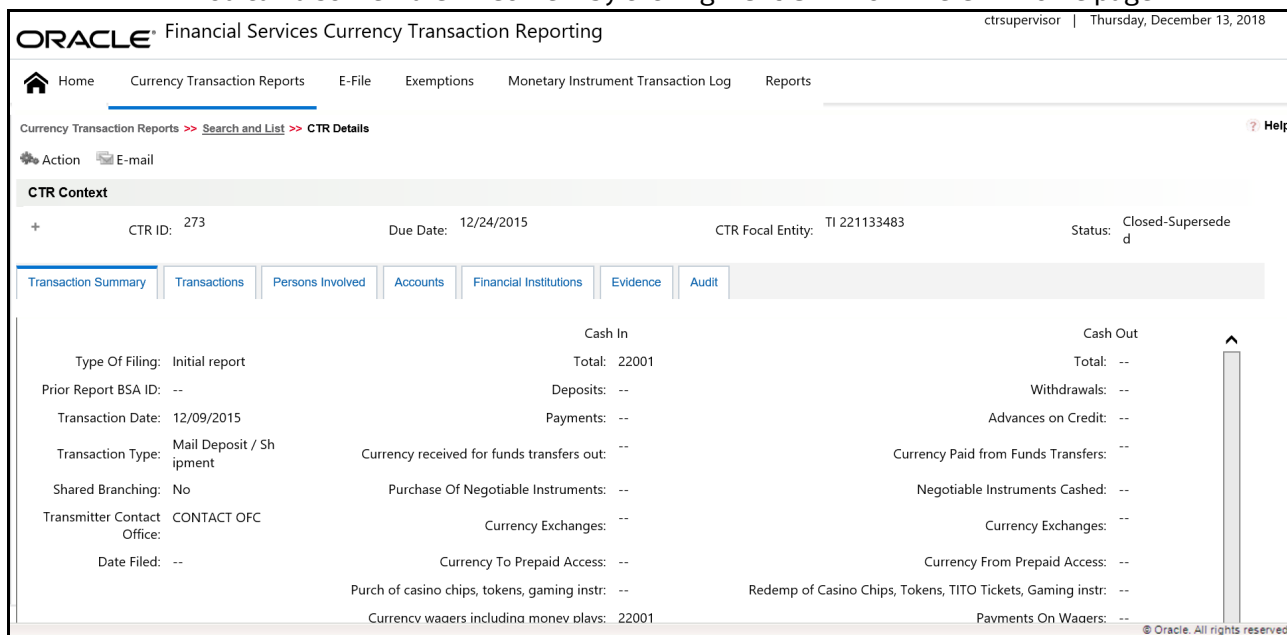 ORACLE® Financial Services Currency Transaction Reporting
ctrsupervisor | Thursday, December 13, 2018
Home Currency Transaction Reports E-File Exemptions Monetary Instrument Transaction Log Reports
Currency Transaction Reports >> Search and List >> CTR Details
? Help
Action E-mail
CTR Context
+ CTR ID: 273 Due Date: 12/24/2015 CTR Focal Entity: TI 221133483 Status: Closed-Supersede
d
Transaction Summary Transactions Persons Involved Accounts Financial Institutions Evidence Audit
Cash In Cash Out
Type Of Filing: Initial report Total: 22001 Total: --
Prior Report BSA ID: -- Deposits: -- Withdrawals: --
Transaction Date: 12/09/2015 Payments: -- Advances on Credit: --
Transaction Type: Mail Deposit / Sh
ipment Currency received for funds transfers out: -- Currency Paid from Funds Transfers: --
Shared Branching: No Purchase Of Negotiable Instruments: -- Negotiable Instruments Cashed: --
Transmitter Contact
Office: CONTACT OFC Currency Exchanges: -- Currency Exchanges: --
Date Filed: -- Currency To Prepaid Access: -- Currency From Prepaid Access: --
Purch of casino chips, tokens, gaming instr: -- Redemp of Casino Chips, Tokens, TITO Tickets, Gaming instr: --
Currency wagers including money plays: 22001 Payments On Wagers: --
© Oracle. All rights reserved